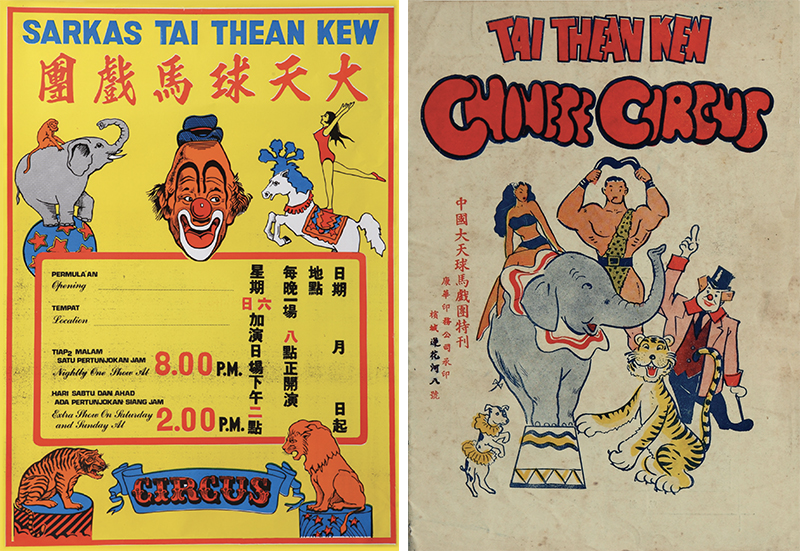 SARKAS TAI THEAN KEW
大天球馬戲團
PERMULA'AN
Opening
TEMPAT
Location
TIAP2 MALAM
SATU PERTUNJOKAN JAM
Nightly One Show At
8.00 P.M.
HARI SABTU DAN AHAD
ADA PERTUNJOKAN SIANG JAM
Extra Show On Saturday
and Sunday At
2.00 P.M.
日期 月 日起
地點
每晚一場 八點正開演
星期六日加演日場下午二點
CIRCUS
TAI THEAN KEN
CHINESE CIRCUS
中國大天球馬戲团特刊
康華印務公司承印
檳城蓮花河八號